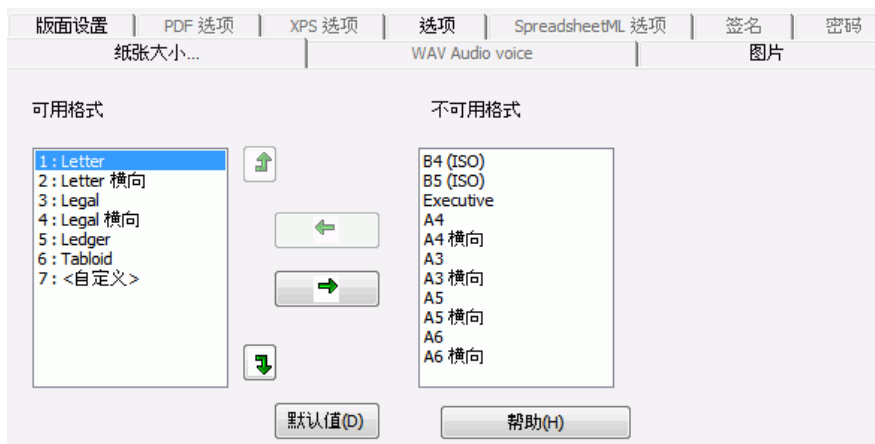 版面设置 PDF 选项 XPS 选项 选项 SpreadsheetML 选项 签名 密码
纸张大小... WAV Audio voice 图片
可用格式 不可用格式
1 : Letter
2 : Letter 横向
3 : Legal
4 : Legal 横向
5 : Ledger
6 : Tabloid
7 : <自定义>
B4 (ISO)
B5 (ISO)
Executive
A4
A4 横向
A3
A3 横向
A5
A5 横向
A6
A6 横向
默认值(D) 帮助(H)